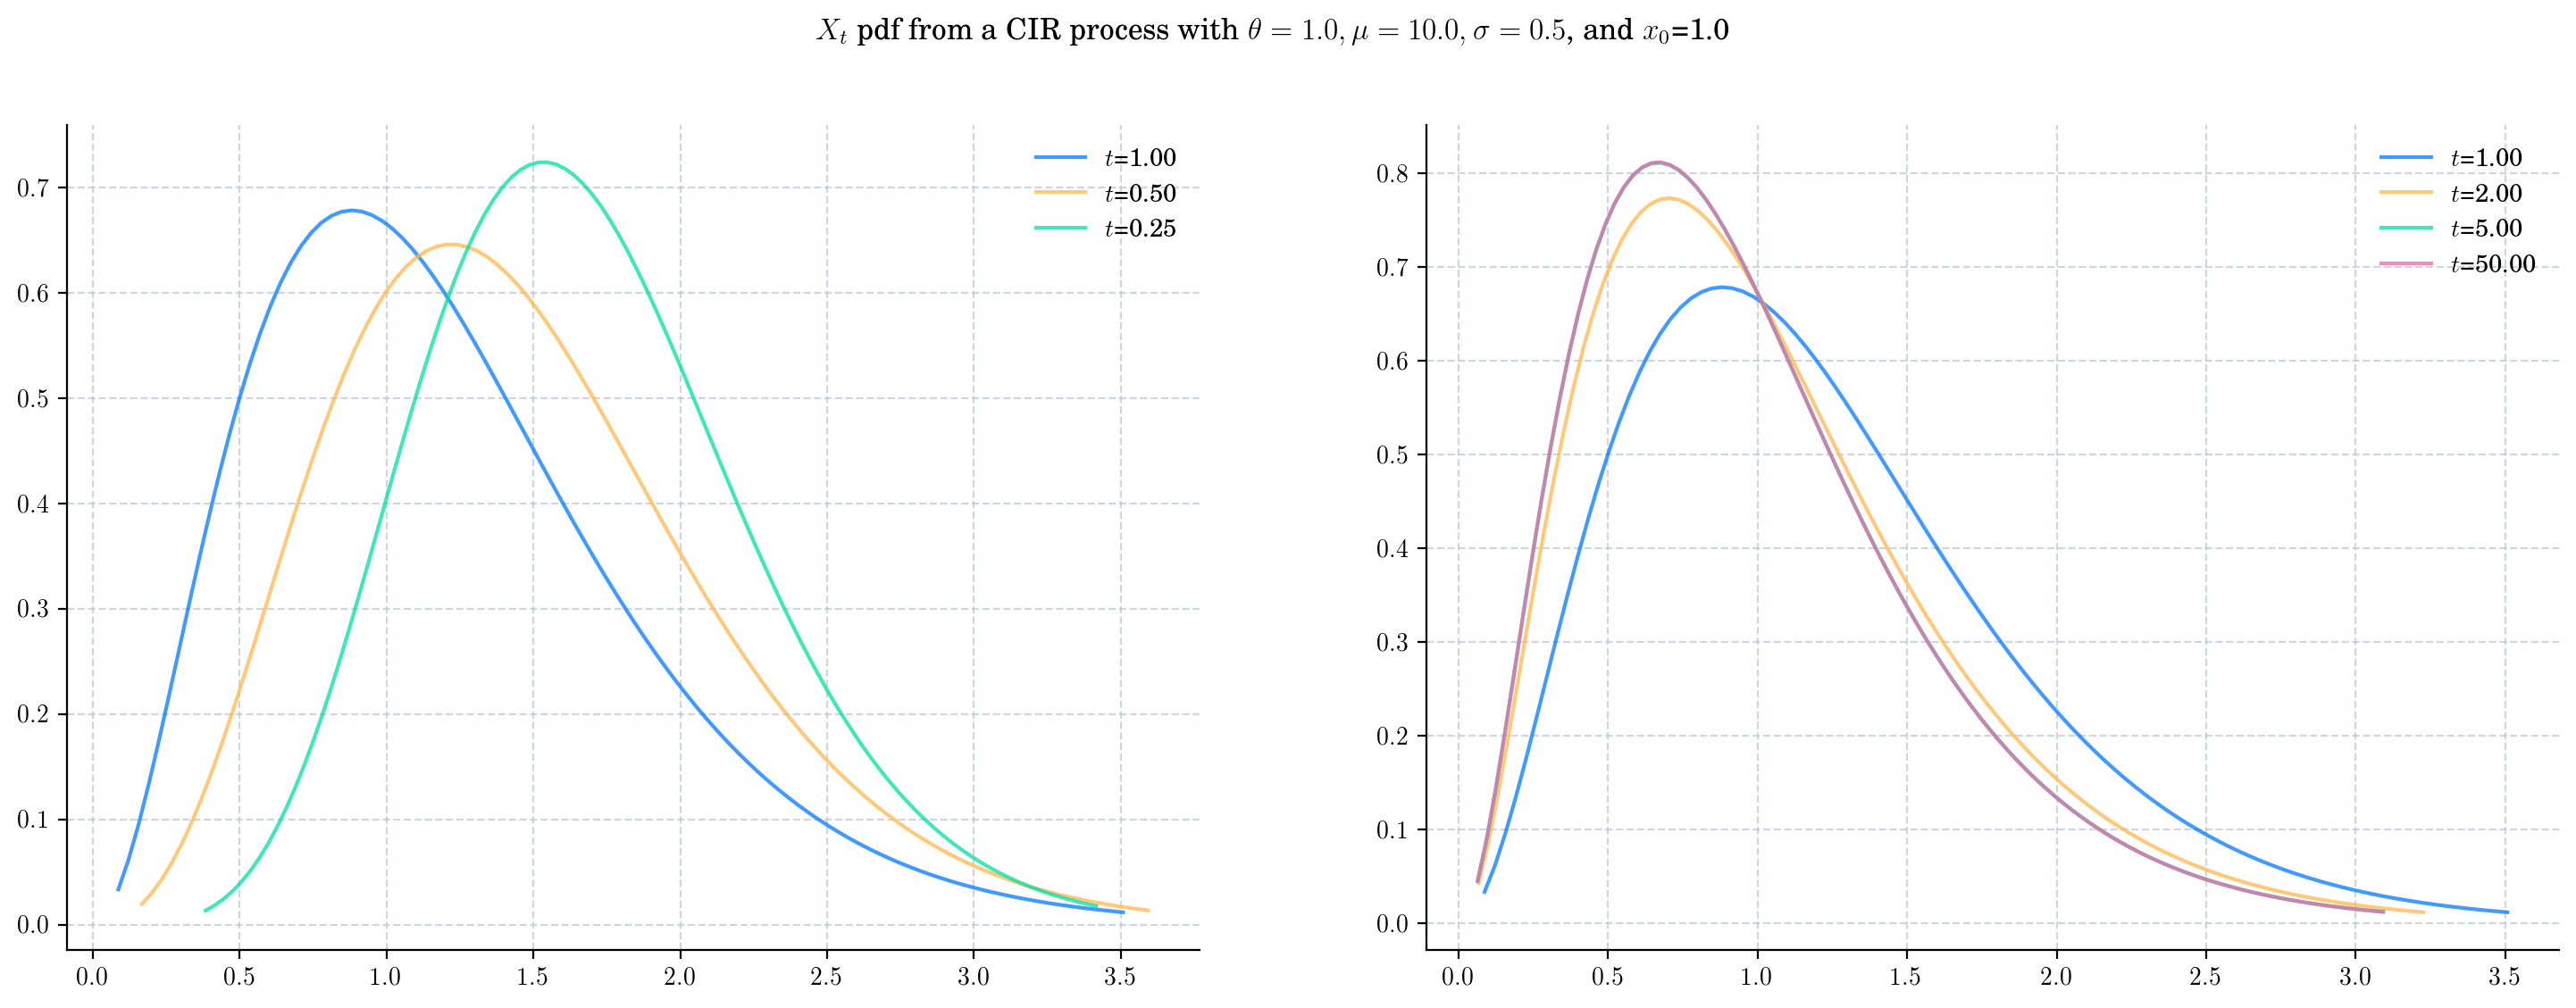 X_t pdf from a CIR process with θ = 1.0, μ = 10.0, σ = 0.5, and x_0=1.0
t=1.00
t=0.50
t=0.25
0.7
0.6
0.5
0.4
0.3
0.2
0.1
0.0
0.0 0.5 1.0 1.5 2.0 2.5 3.0 3.5
t=1.00
t=2.00
t=5.00
t=50.00
0.8
0.7
0.6
0.5
0.4
0.3
0.2
0.1
0.0
0.0 0.5 1.0 1.5 2.0 2.5 3.0 3.5